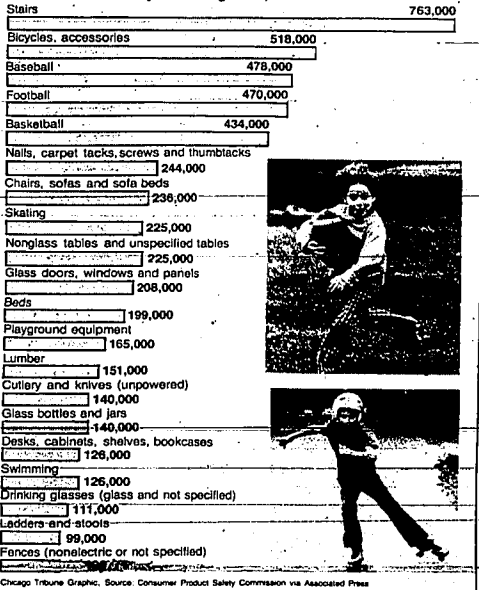 Stairs 763,000
Bicycles, accessories 518,000
Baseball 478,000
Football 470,000
Basketball 434,000
Nails, carpet tacks, screws and thumbtacks
244,000
Chairs, sofas and sofa beds
236,000
Skating
225,000
Nonglass tables and unspecified tables
225,000
Glass doors, windows and panels
208,000
Beds
199,000
Playground equipment
165,000
Lumber
151,000
Cutlery and knives (unpowered)
140,000
Glass bottles and jars
140,000
Desks, cabinets, shelves, bookcases
126,000
Swimming
126,000
Drinking glasses (glass and not specified)
111,000
Ladders and stools
99,000
Fences (nonelectric or not specified)
Chicago Tribune Graphic, Source: Consumer Product Safety Commission via Associated Press